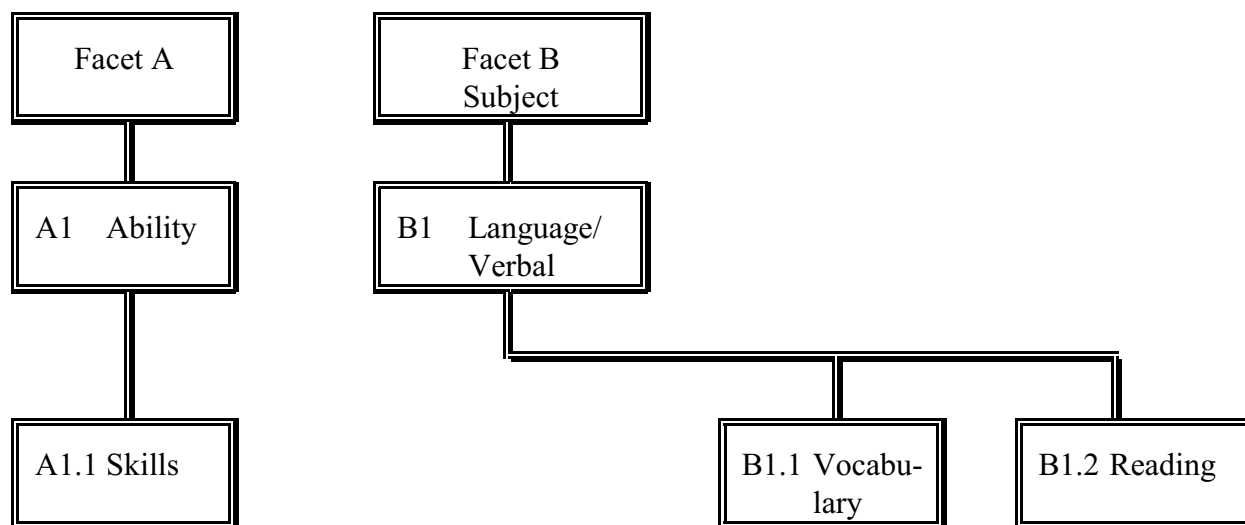 Facet A
Facet B
Subject
A1 Ability
B1 Language/
Verbal
A1.1 Skills
B1.1 Vocabu-
lary
B1.2 Reading